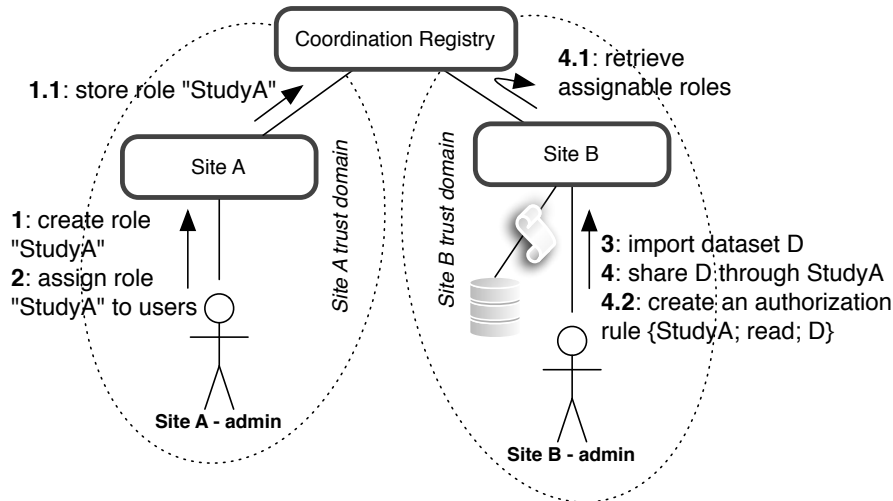 Coordination Registry
1.1: store role "StudyA"
4.1: retrieve
assignable roles
Site A
Site B
Site A trust domain
Site B trust domain
1: create role
"StudyA"
2: assign role
"StudyA" to users
3: import dataset D
4: share D through StudyA
4.2: create an authorization
rule {StudyA; read; D}
Site A - admin
Site B - admin